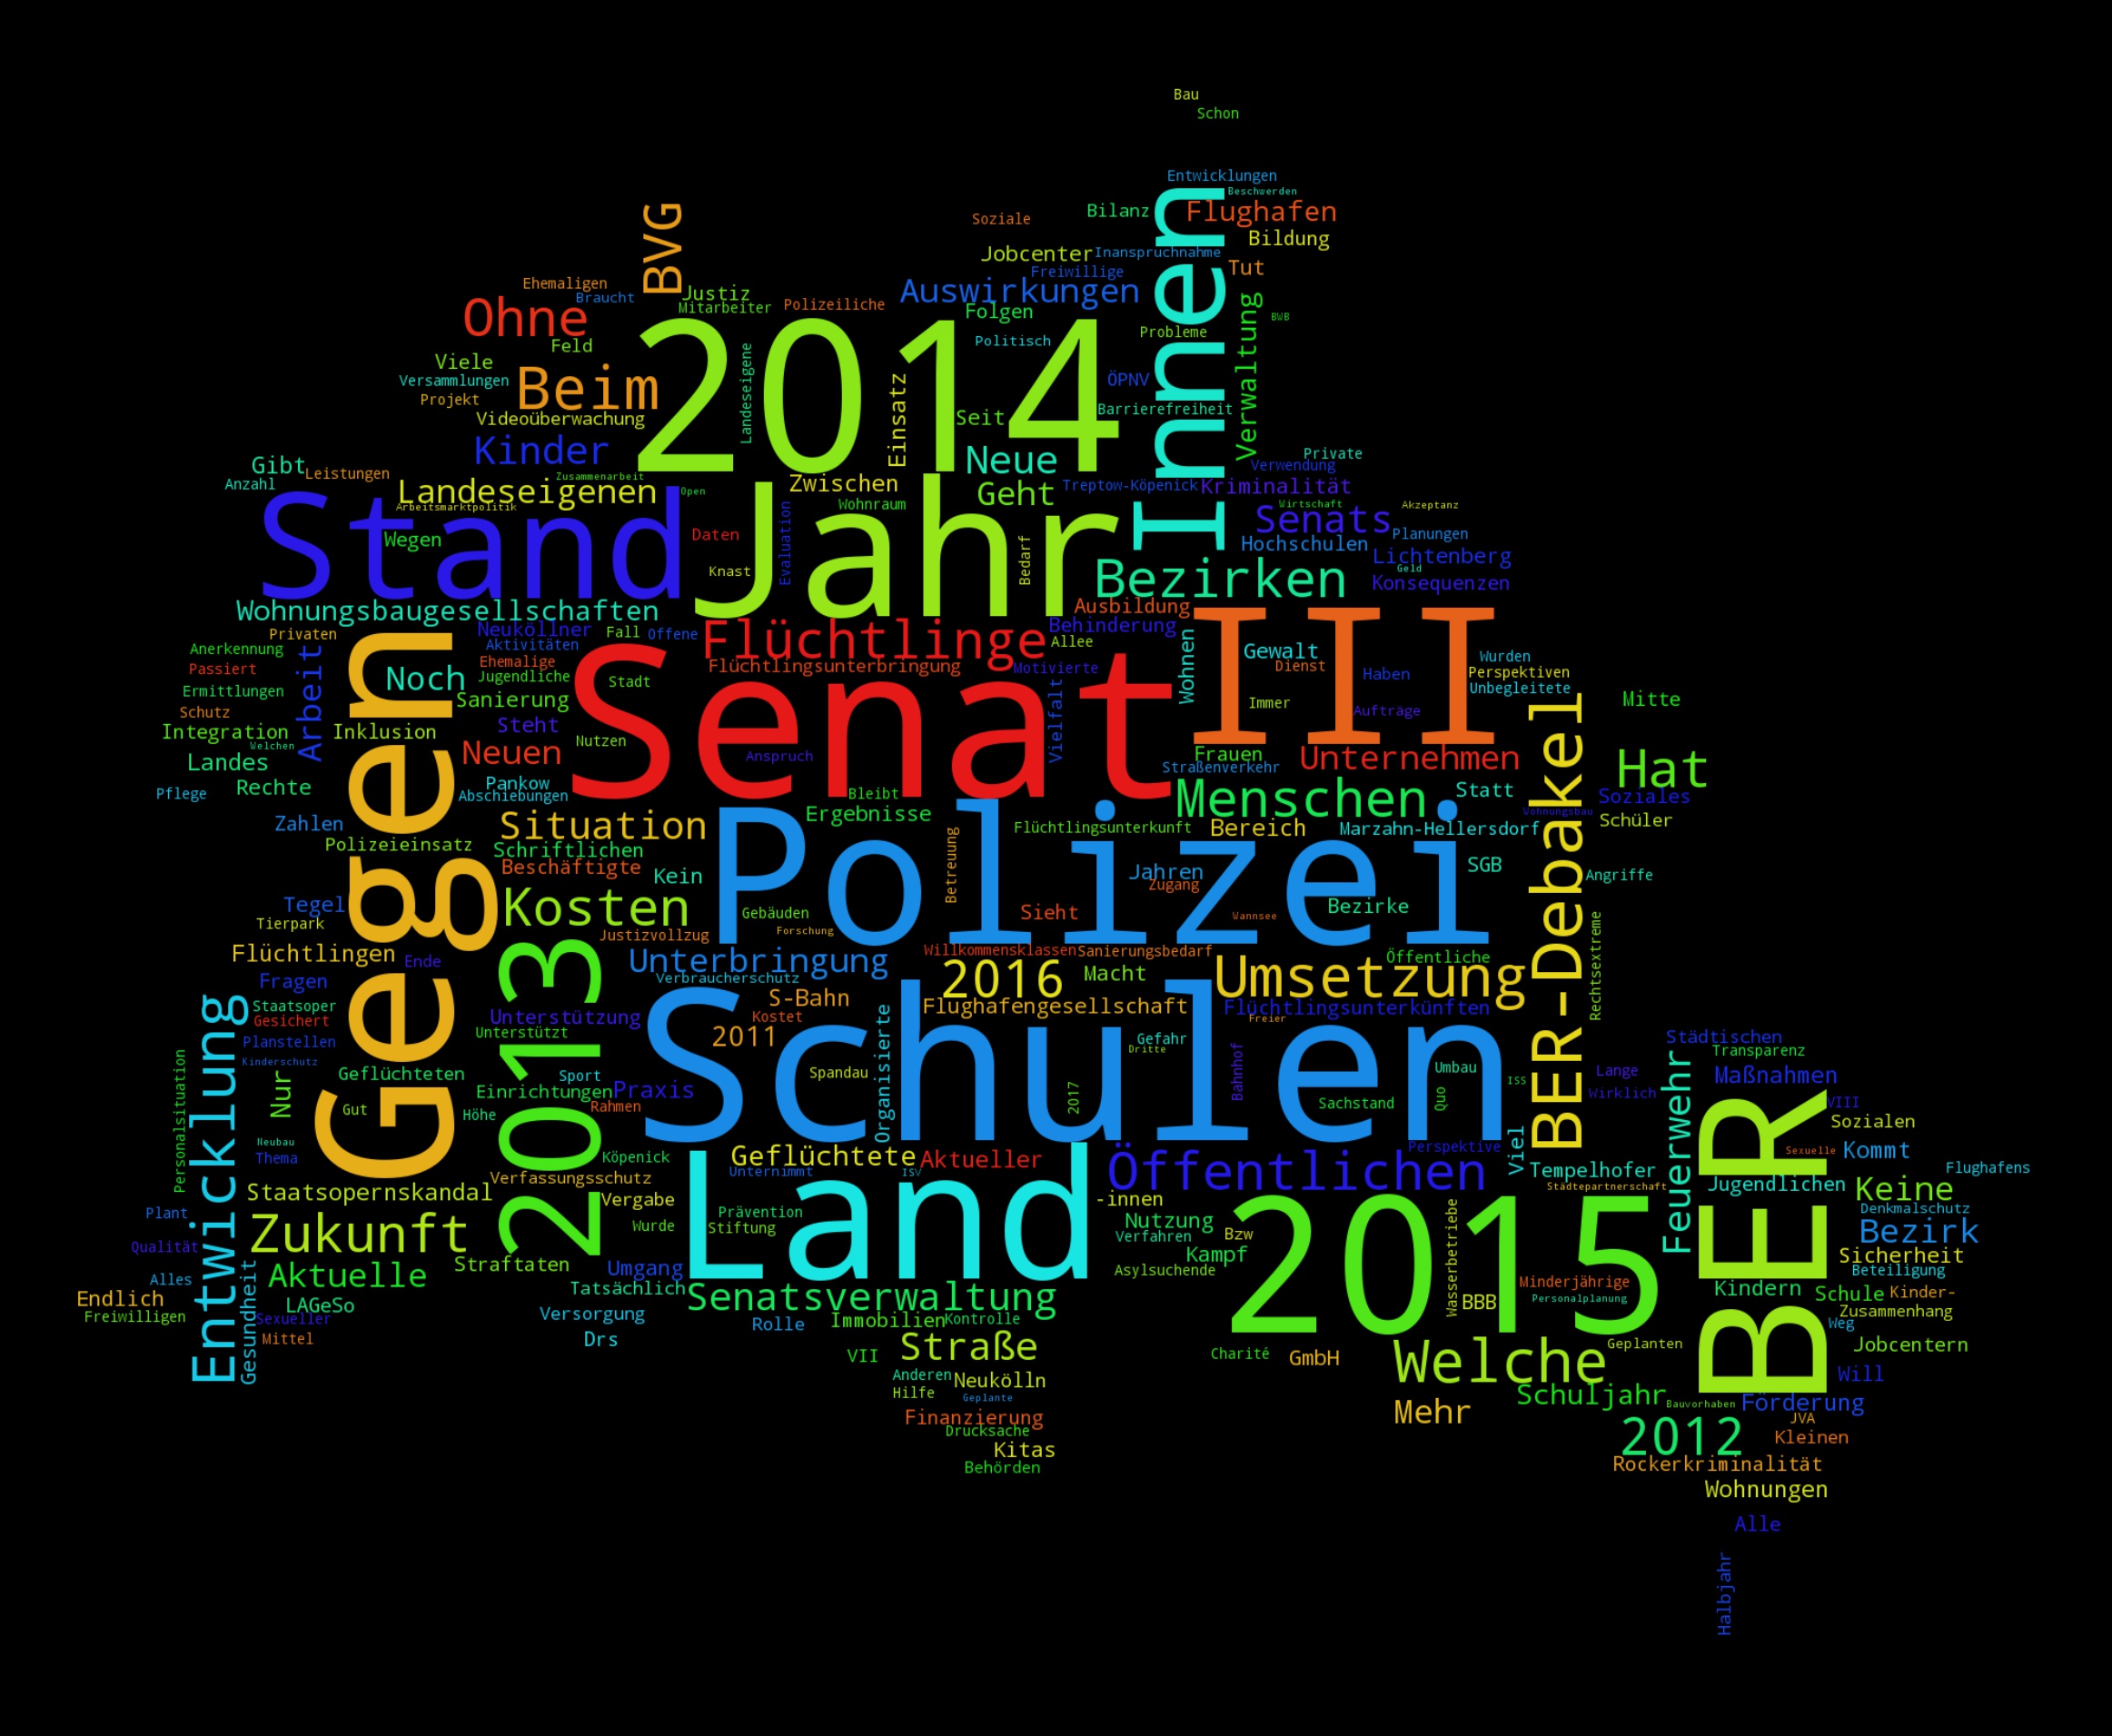 Bau
Schon
Entwicklungen
Beschwerden
BVG
Soziale
Bilanz
Innen
Flughafen
Bildung
Jobcenter
Inanspruchnahme
Freiwillige
Tut
Ehemaligen
Braucht
Justiz
Mitarbeiter
Polizeiliche
Auswirkungen
Folgen
Verwaltung
BWB
Ohne
Feld
2014
Politisch
Probleme
Viele
Versammlungen
Projekt
Beim
Videoüberwachung
Landeseigene
Einsatz
Seit
ÖPNV
Barrierefreiheit
Kinder
Neue
Private
Verwendung
Gibt
Leistungen
Anzahl
Zusammenarbeit
Landeseigenen
Arbeitsmarktpolitik
Open
Zwischen
Wohnraum
Geht
Treptow-Köpenick
Kriminalität
Wirtschaft
Akzeptanz
Stand
Wegen
Daten
Knast
Jahr
Evaluation
Bedarf
Senats
Planungen
Hochschulen
Lichtenberg
Geld
Konsequenzen
Bezirken
Wohnungsbaugesellschaften
Ausbildung
Privaten
Neuköllner
Fall
Offene
Flüchtlinge
Behinderung
Allee
III
Anerkennung
Aktivitäten
Passiert
Arbeit
Gegen
Noch
Ehemalige
Jugendliche
Flüchtlingsunterbringung
Motivierte
Wohnen
Gewalt
Dienst
Haben
Wurden
Perspektiven
Unbegleitete
Ermittlungen
Stadt
Senat
Vielfalt
Immer
Aufträge
Schutz
Sanierung
Integration
Inklusion
Steht
Nutzen
Welchen
Landes
Neuen
Anspruch
Frauen
Unternehmen
Straßenverkehr
BER-Debakel
Mitte
Hat
Rechte
Pflege
Pankow
Abschiebungen
Bleibt
Ergebnisse
Menschen
Statt
Soziales
Wohnungsbau
Schüler
Zahlen
Situation
Polizeieinsatz
Schriftlichen
Beschäftigte
Kein
Polizei
Flüchtlingsunterkunft
Bereich
Marzahn-Hellersdorf
Betreuung
Jahren
Zugang
SGB
Angriffe
Tegel
Tierpark
Kosten
Gebäuden
Forschung
Sieht
Wannsee
Bezirke
Rechtsextreme
Flüchtlingen
Ende
Justizvollzug
Unterbringung
Verbraucherschutz
Willkommensklassen
Sanierungsbedarf
Öffentliche
2016
Macht
Umsetzung
Fragen
Entwicklung
Staatsoper
Gesichert
2013
Unterstützung
Unterstützt
S-Bahn
Kostet
2011
Flughafengesellschaft
Flüchtlingsunterkünften
Freier
Organisierte
Schulen
Planstellen
Kinderschutz
Gefahr
Dritte
Städtischen
Transparenz
Personalsituation
Nur
Geflüchteten
Sport
Einrichtungen
Praxis
Rahmen
Höhe
Gut
Spandau
2017
Bahnhof
Sachstand
Umbau
Quo
ISS
Lange
Wirklich
Feuerwehr
Maßnahmen
BER
VIII
Sozialen
Neubau
Thema
Köpenick
Verfassungsschutz
Geflüchtete
Aktueller
Unternimmt
ISV
Land
Öffentlichen
Perspektive
Viel
Tempelhofer
Städtepartnerschaft
Sexuelle
Kommt
Flughafens
Staatsopernskandal
Vergabe
Prävention
Stiftung
-innen
Jugendlichen
Keine
Denkmalschutz
Plant
Zukunft
Wurde
Nutzung
Verfahren
Bzw
2015
Wasserbetriebe
Bezirk
Qualität
Straftaten
Umgang
Kampf
Sicherheit
Alles
Aktuelle
Tatsächlich
Asylsuchende
Minderjährige
Personalplanung
Beteiligung
Endlich
Freiwilligen
Gesundheit
LAGeSo
Sexueller
Mittel
Versorgung
Drs
Senatsverwaltung
Rolle
Immobilien
Kontrolle
BBB
Kindern
Schule
Kinder-
Zusammenhang
Weg
VII
Straße
Charité
GmbH
Welche
Geplanten
Jobcentern
Anderen
Hilfe
Neukölln
Geplante
Will
Schuljahr
Bauvorhaben
Förderung
Finanzierung
Drucksache
Mehr
2012
JVA
Kleinen
Kitas
Behörden
Rockerkriminalität
Wohnungen
Alle
Halbjahr